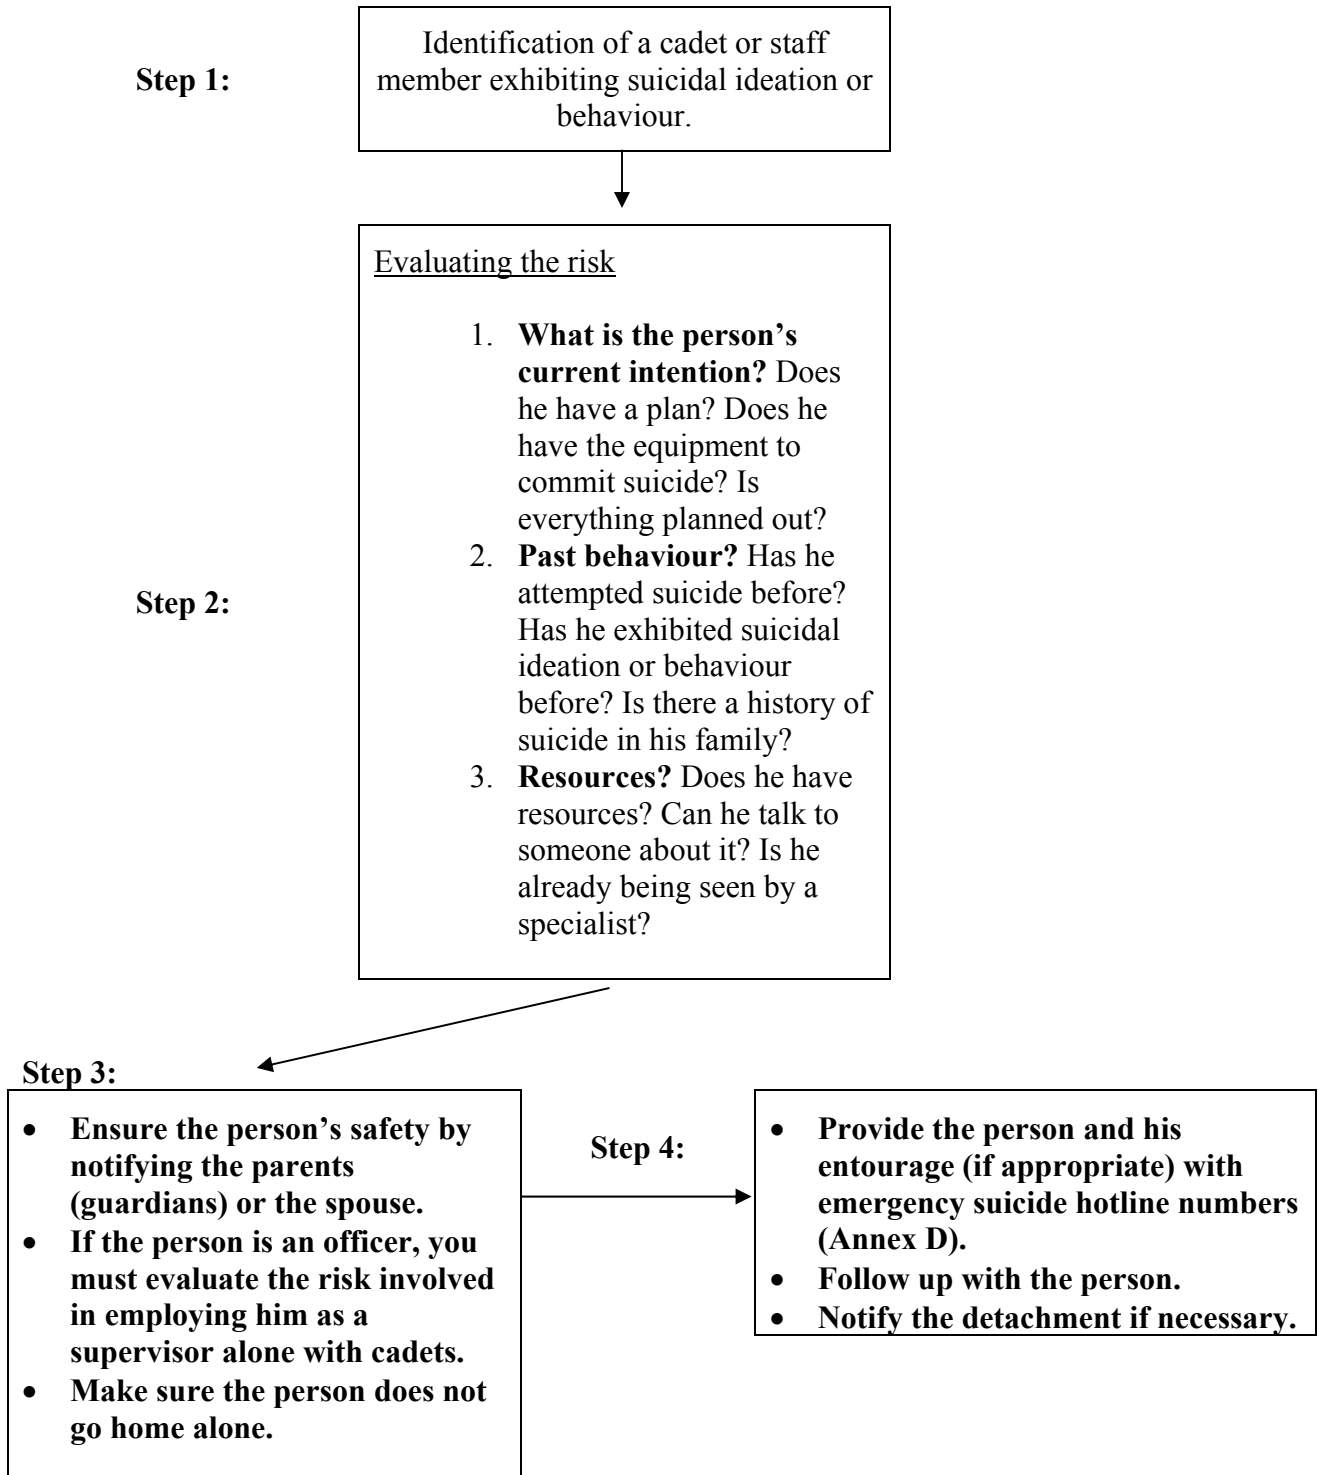 Step 1:
Identification of a cadet or staff
member exhibiting suicidal ideation or
behaviour.
Step 2:
Evaluating the risk
1. What is the person’s
current intention? Does
he have a plan? Does he
have the equipment to
commit suicide? Is
everything planned out?
2. Past behaviour? Has he
attempted suicide before?
Has he exhibited suicidal
ideation or behaviour
before? Is there a history of
suicide in his family?
3. Resources? Does he have
resources? Can he talk to
someone about it? Is he
already being seen by a
specialist?
Step 3:
• Ensure the person’s safety by
notifying the parents
(guardians) or the spouse.
• If the person is an officer, you
must evaluate the risk involved
in employing him as a
supervisor alone with cadets.
• Make sure the person does not
go home alone.
Step 4:
• Provide the person and his
entourage (if appropriate) with
emergency suicide hotline numbers
(Annex D).
• Follow up with the person.
• Notify the detachment if necessary.